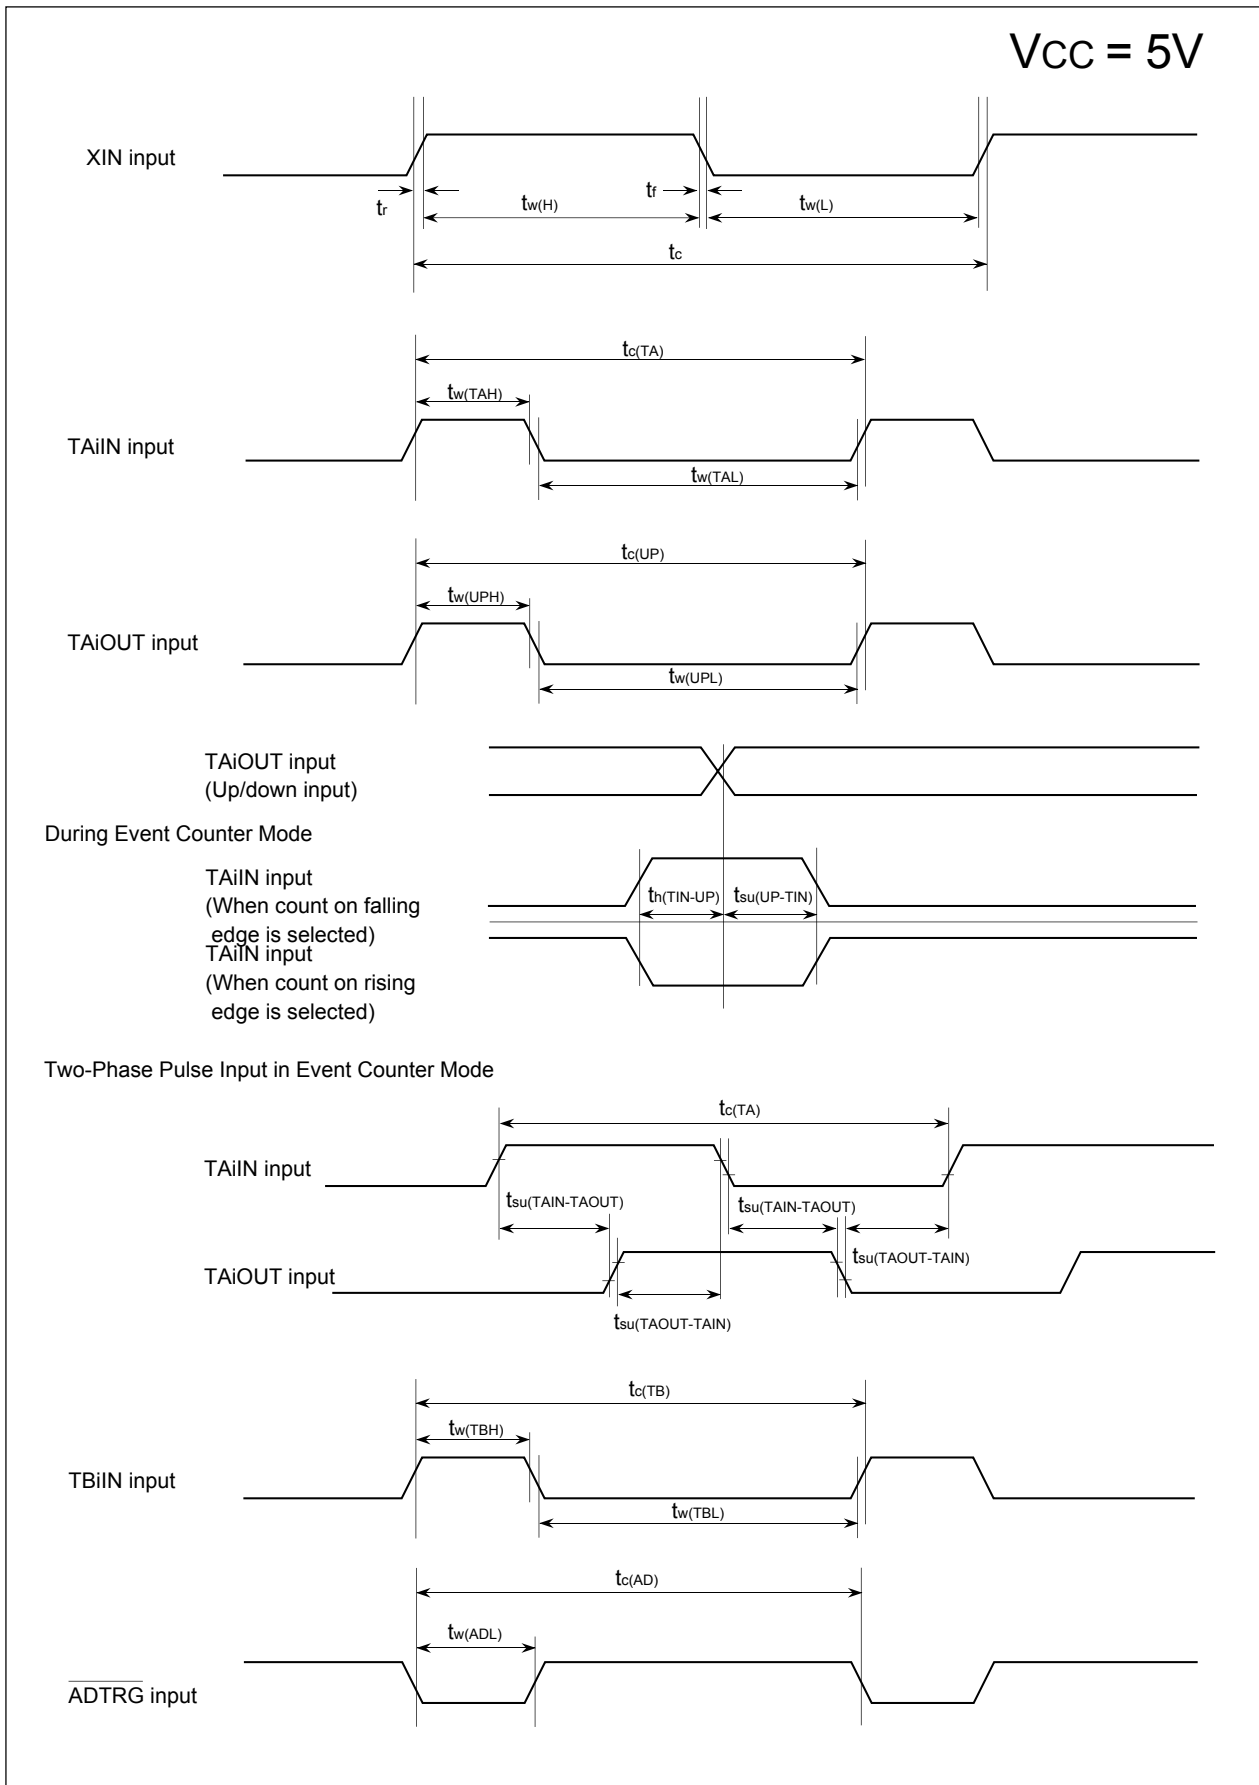 VCC = 5V
XIN input
tr
tw(H)
tf
tw(L)
tc
tc(TA)
tw(TAH)
TAiIN input
tw(TAL)
tc(UP)
tw(UPH)
TAiOUT input
tw(UPL)
TAiOUT input
(Up/down input)
During Event Counter Mode
TAiIN input
(When count on falling
edge is selected)
th(TIN-UP)
tsu(UP-TIN)
TAiIN input
(When count on rising
edge is selected)
Two-Phase Pulse Input in Event Counter Mode
tc(TA)
TAiIN input
tsu(TAIN-TAOUT)
tsu(TAIN-TAOUT)
tsu(TAOUT-TAIN)
TAiOUT input
tsu(TAOUT-TAIN)
tc(TB)
tw(TBH)
TBiIN input
tw(TBL)
tc(AD)
tw(ADL)
ADTRG input